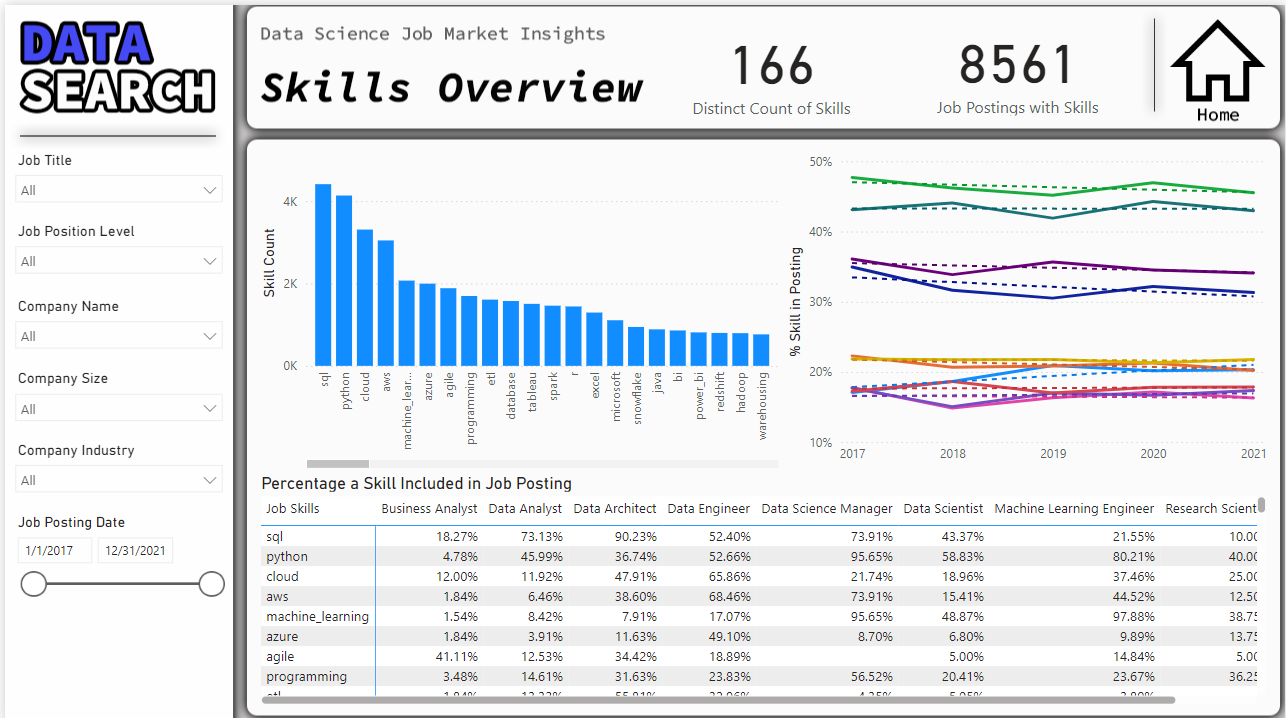 DATA
SEARCH
Job Title
All
Job Position Level
All
Company Name
All
Company Size
All
Company Industry
All
Job Posting Date
1/1/2017 12/31/2021
Data Science Job Market Insights
Skills Overview
166
Distinct Count of Skills
8561
Job Postings with Skills
Home
Skill Count
4K
2K
0K
sql
python
cloud
aws
machine_lear...
azure
agile
programming
etl
database
tableau
spark
r
excel
microsoft
snowflake
java
bi
power_bi
redshift
hadoop
warehousing
% Skill in Posting
50%
40%
30%
20%
10%
2017 2018 2019 2020 2021
Percentage a Skill Included in Job Posting
Job Skills Business Analyst Data Analyst Data Architect Data Engineer Data Science Manager Data Scientist Machine Learning Engineer Research Scient
sql 18.27% 73.13% 90.23% 52.40% 73.91% 43.37% 21.55% 10.00
python 4.78% 45.99% 36.74% 52.66% 95.65% 58.83% 80.21% 40.00
cloud 12.00% 11.92% 47.91% 65.86% 21.74% 18.96% 37.46% 25.00
aws 1.84% 6.46% 38.60% 68.46% 73.91% 15.41% 44.52% 12.50
machine_learning 1.54% 8.42% 7.91% 17.07% 95.65% 48.87% 97.88% 38.75
azure 1.84% 3.91% 11.63% 49.10% 8.70% 6.80% 9.89% 13.75
agile 41.11% 12.53% 34.42% 18.89% 5.00% 14.84% 5.00
programming 3.48% 14.61% 31.63% 23.83% 56.52% 20.41% 23.67% 36.25